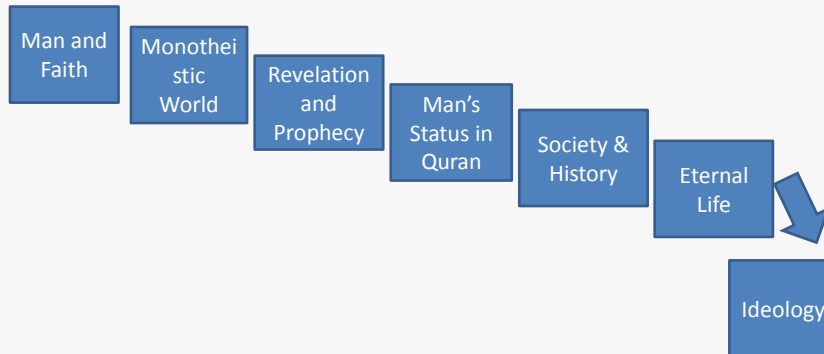 Man and
Faith
Monothei
stic
World
Revelation
and
Prophecy
Man’s
Status in
Quran
Society &
History
Eternal
Life
Ideology